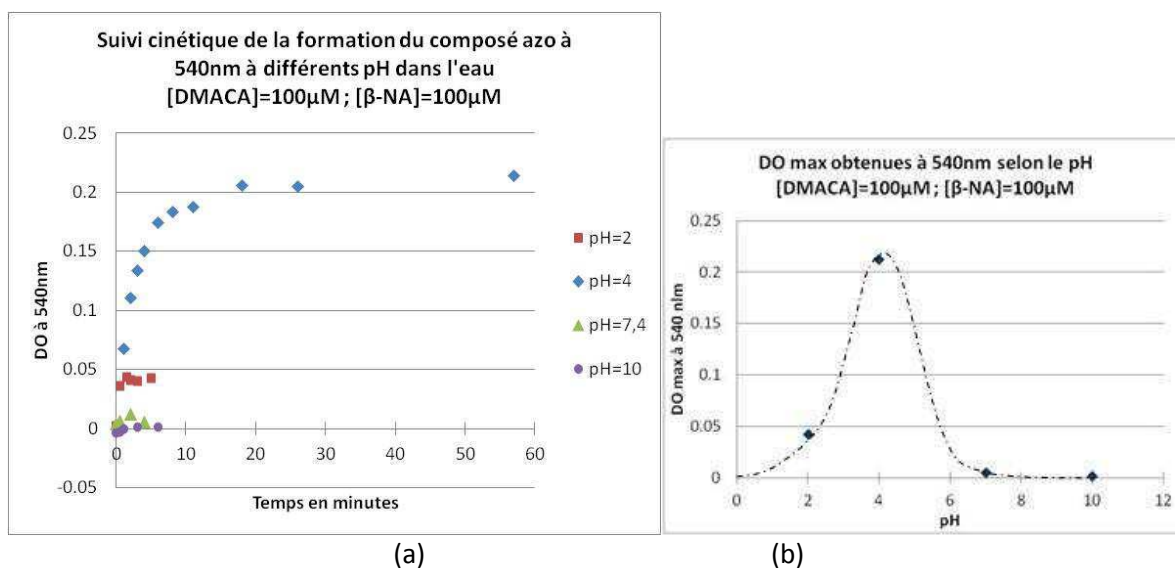 Suivi cinétique de la formation du composé azo à
540nm à différents pH dans l'eau
[DMACA]=100µM ; [β-NA]=100µM
0.25
0.2
0.15
0.1
0.05
0
-0.05
DO à 540nm
0 10 20 30 40 50 60
Temps en minutes
pH=2
pH=4
pH=7,4
pH=10
(a)
DO max obtenues à 540nm selon le pH
[DMACA]=100µM ; [β-NA]=100µM
0.25
0.2
0.15
0.1
0.05
0
DO max à 540 nm
0 2 4 6 8 10 12
pH
(b)